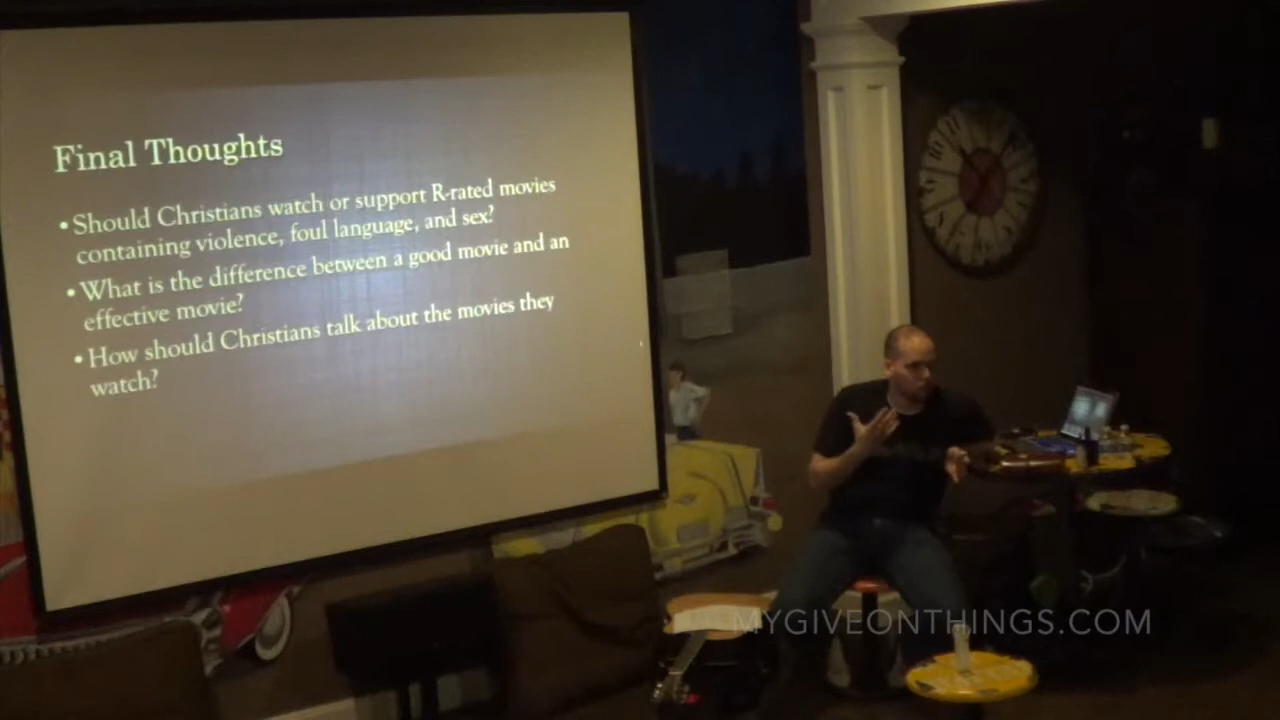 Final Thoughts
• Should Christians watch or support R-rated movies
containing violence, foul language, and sex?
• What is the difference between a good movie and an
effective movie?
• How should Christians talk about the movies they
watch?
MYGIVEONTHINGS.COM